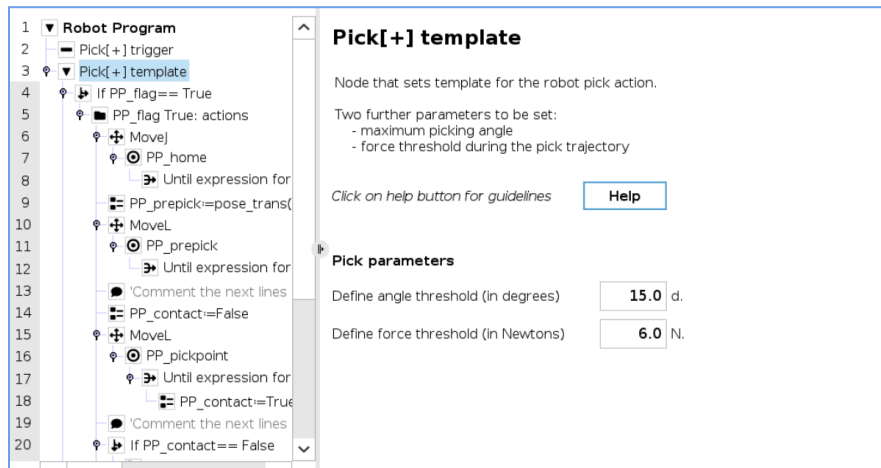 1 Robot Program
2 Pick[+] trigger
3 Pick[+] template
4 If PP_flag== True
5 PP_flag True: actions
6 MoveJ
7 PP_home
8 Until expression for
9 PP_prepick:=pose_trans(
10 MoveL
11 PP_prepick
12 Until expression for
13 'Comment the next lines
14 PP_contact:=False
15 MoveL
16 PP_pickpoint
17 Until expression for
18 PP_contact:=True
19 'Comment the next lines
20 If PP_contact== False
Pick[+] template
Node that sets template for the robot pick action.
Two further parameters to be set:
- maximum picking angle
- force threshold during the pick trajectory
Click on help button for guidelines Help
Pick parameters
Define angle threshold (in degrees) 15.0 d.
Define force threshold (in Newtons) 6.0 N.